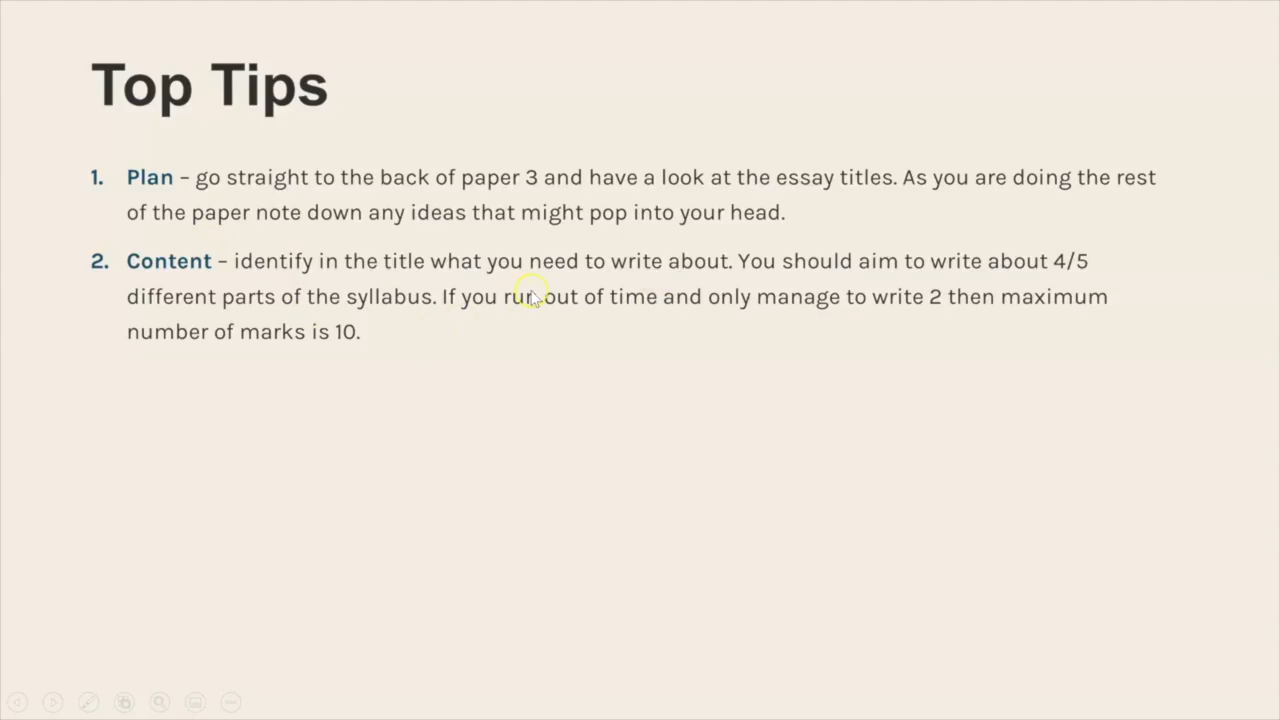 Top Tips
1. Plan – go straight to the back of paper 3 and have a look at the essay titles. As you are doing the rest
of the paper note down any ideas that might pop into your head.
2. Content – identify in the title what you need to write about. You should aim to write about 4/5
different parts of the syllabus. If you run out of time and only manage to write 2 then maximum
number of marks is 10.